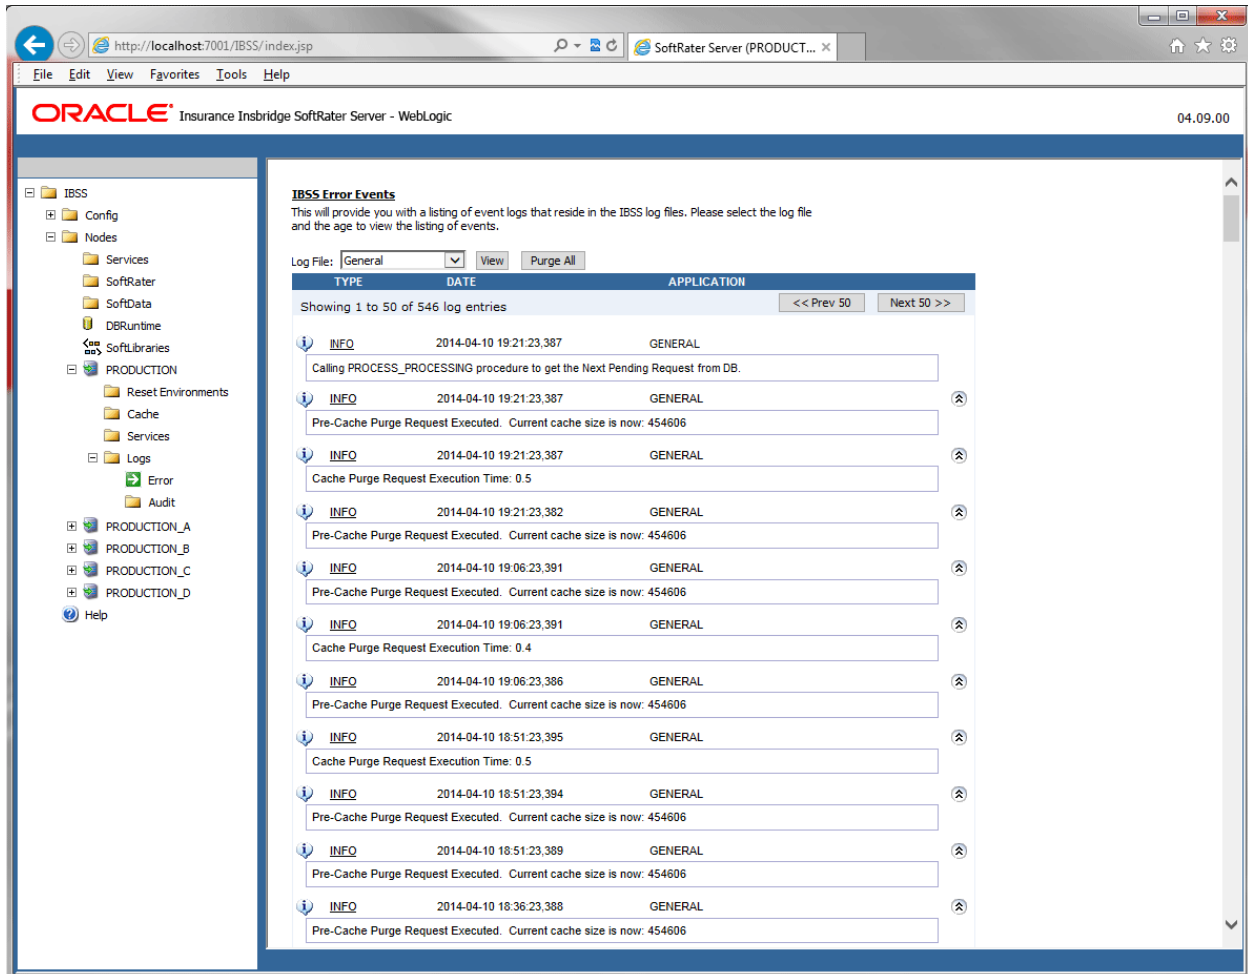 http://localhost:7001/IBSS/index.jsp
SoftRater Server (PRODUCT...
File Edit View Favorites Tools Help
ORACLE Insurance Insbridge SoftRater Server - WebLogic
04.09.00
IBSS
Config
Nodes
Services
SoftRater
SoftData
DBRuntime
SoftLibraries
PRODUCTION
Reset Environments
Cache
Services
Logs
Error
Audit
PRODUCTION_A
PRODUCTION_B
PRODUCTION_C
PRODUCTION_D
Help
IBSS Error Events
This will provide you with a listing of event logs that reside in the IBSS log files. Please select the log file
and the age to view the listing of events.
Log File: General View Purge All
TYPE DATE APPLICATION
Showing 1 to 50 of 546 log entries << Prev 50 Next 50 >>
INFO 2014-04-10 19:21:23,387 GENERAL
Calling PROCESS_PROCESSING procedure to get the Next Pending Request from DB.
INFO 2014-04-10 19:21:23,387 GENERAL
Pre-Cache Purge Request Executed. Current cache size is now: 454606
INFO 2014-04-10 19:21:23,387 GENERAL
Cache Purge Request Execution Time: 0.5
INFO 2014-04-10 19:21:23,382 GENERAL
Pre-Cache Purge Request Executed. Current cache size is now: 454606
INFO 2014-04-10 19:06:23,391 GENERAL
Pre-Cache Purge Request Executed. Current cache size is now: 454606
INFO 2014-04-10 19:06:23,391 GENERAL
Cache Purge Request Execution Time: 0.4
INFO 2014-04-10 19:06:23,386 GENERAL
Pre-Cache Purge Request Executed. Current cache size is now: 454606
INFO 2014-04-10 18:51:23,395 GENERAL
Cache Purge Request Execution Time: 0.5
INFO 2014-04-10 18:51:23,394 GENERAL
Pre-Cache Purge Request Executed. Current cache size is now: 454606
INFO 2014-04-10 18:51:23,389 GENERAL
Pre-Cache Purge Request Executed. Current cache size is now: 454606
INFO 2014-04-10 18:36:23,388 GENERAL
Pre-Cache Purge Request Executed. Current cache size is now: 454606